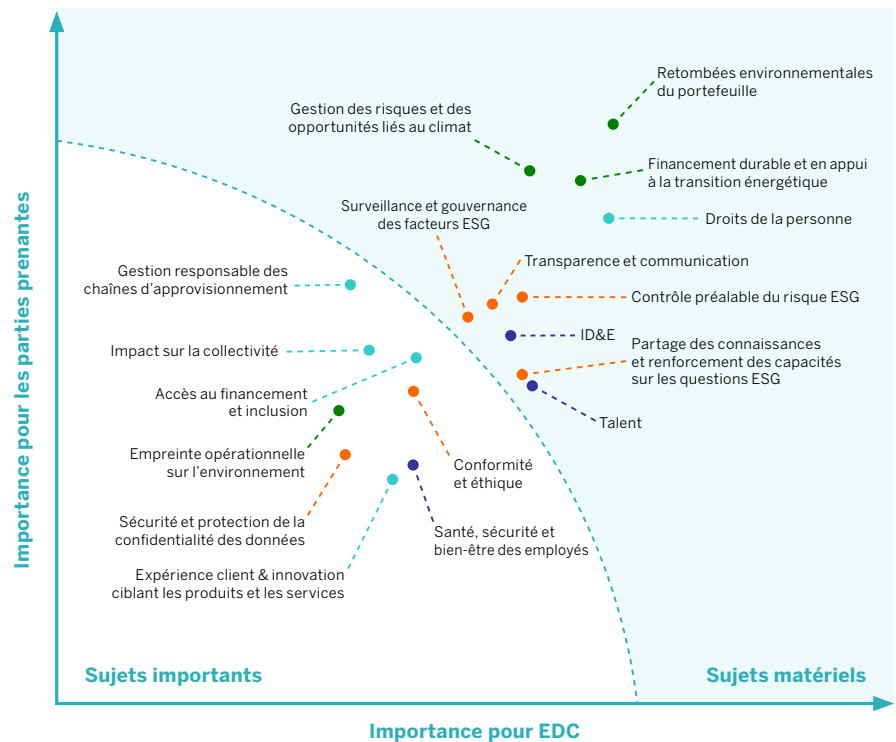 Importance pour les parties prenantes
Retombées environnementales
du portefeuille
Gestion des risques et des
opportunités liés au climat
Financement durable et en appui
à la transition énergétique
Surveillance et gouvernance
des facteurs ESG
Droits de la personne
Transparence et communication
Gestion responsable des
chaînes d’approvisionnement
Contrôle préalable du risque ESG
ID&E
Impact sur la collectivité
Partage des connaissances
et renforcement des capacités
sur les questions ESG
Accès au financement
et inclusion
Talent
Empreinte opérationnelle
sur l’environnement
Conformité
et éthique
Sécurité et protection de la
confidentialité des données
Santé, sécurité et
bien-être des employés
Expérience client & innovation
ciblant les produits et les services
Sujets importants
Sujets matériels
Importance pour EDC